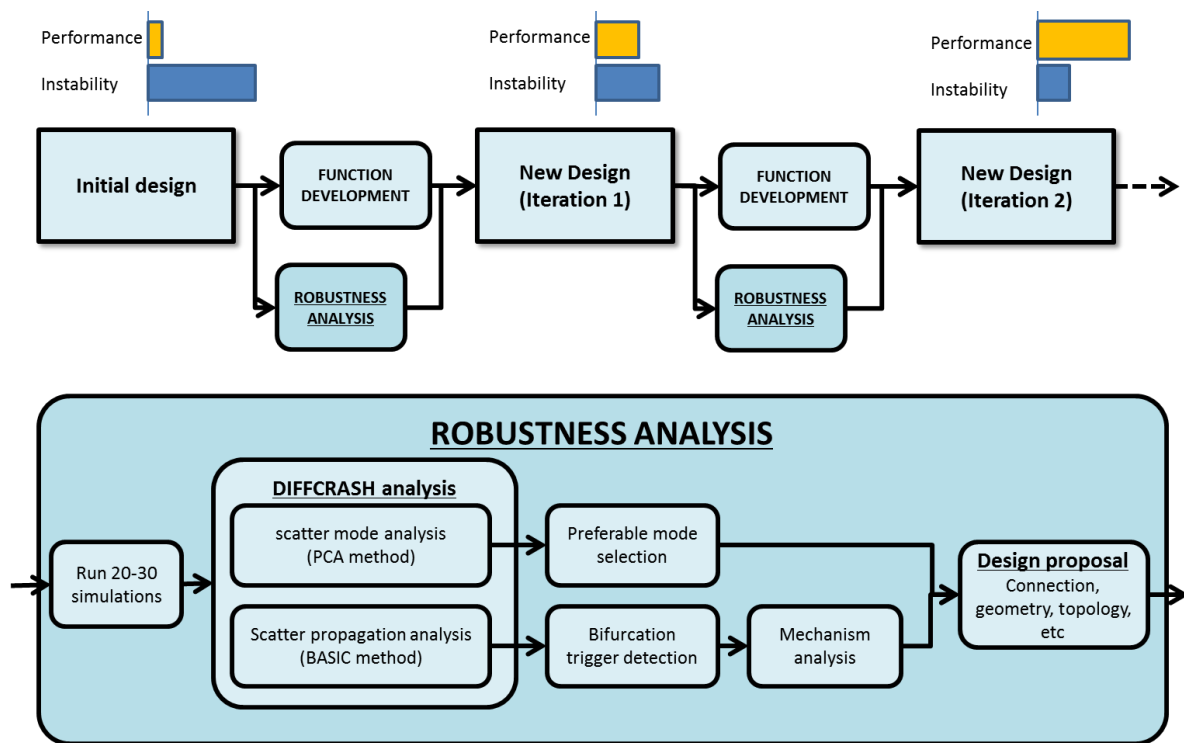 Performance
Instability
Performance
Instability
Performance
Instability
Initial design
FUNCTION
DEVELOPMENT
New Design
(Iteration 1)
FUNCTION
DEVELOPMENT
New Design
(Iteration 2)
ROBUSTNESS
ANALYSIS
ROBUSTNESS
ANALYSIS
ROBUSTNESS ANALYSIS
DIFFCRASH analysis
scatter mode analysis
(PCA method)
Preferable mode
selection
Run 20-30
simulations
Scatter propagation analysis
(BASIC method)
Bifurcation
trigger detection
Mechanism
analysis
Design proposal
Connection,
geometry, topology,
etc